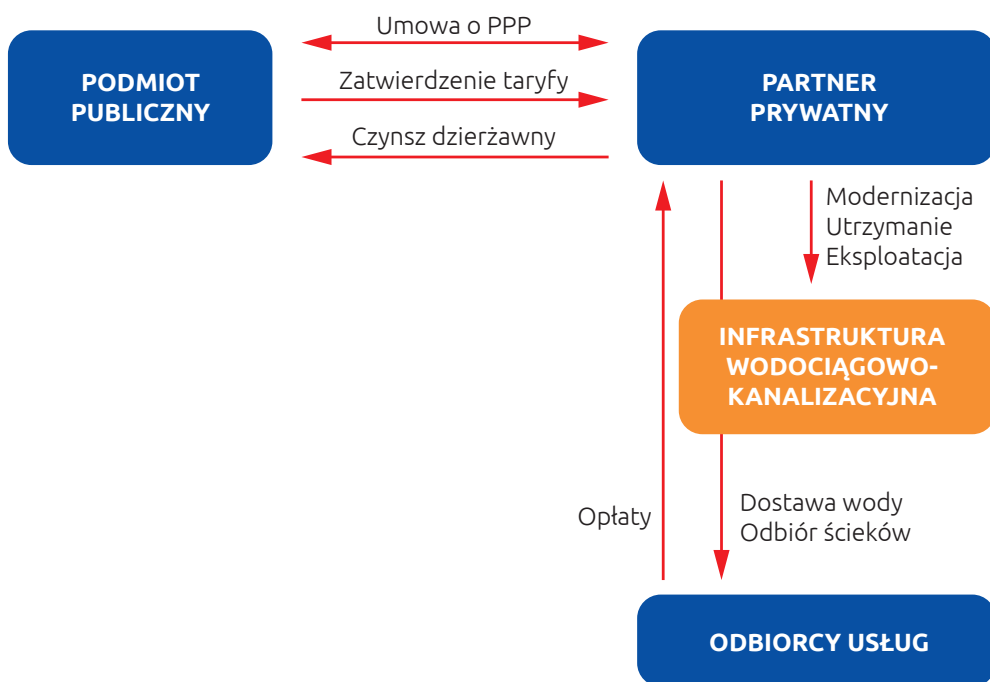 Umowa o PPP
PODMIOT
PUBLICZNY
Zatwierdzenie taryfy
Czynsz dzierżawny
PARTNER
PRYWATNY
Modernizacja
Utrzymanie
Eksploatacja
INFRASTRUKTURA
WODOCIĄGOWO-
KANALIZACYJNA
Opłaty
Dostawa wody
Odbiór ścieków
ODBIORCY USŁUG